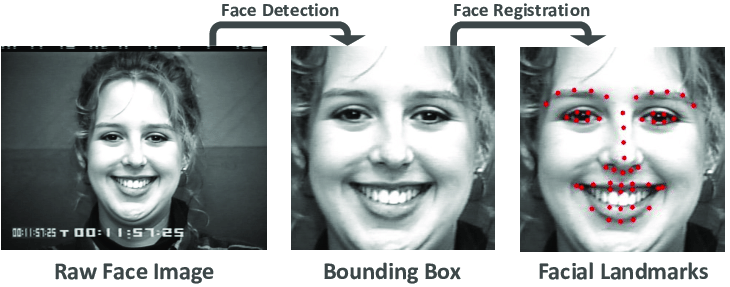 Face Detection
Face Registration
00:11:57:25 T 00:11:57:25
Raw Face Image
Bounding Box
Facial Landmarks